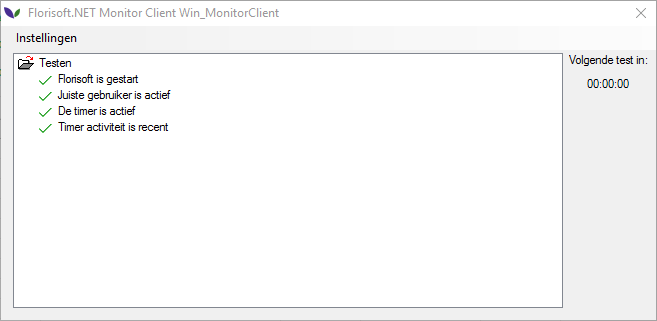 Florisoft.NET Monitor Client Win_MonitorClient
Instellingen
Testen
Florisoft is gestart
Juiste gebruiker is actief
De timer is actief
Timer activiteit is recent
Volgende test in:
00:00:00